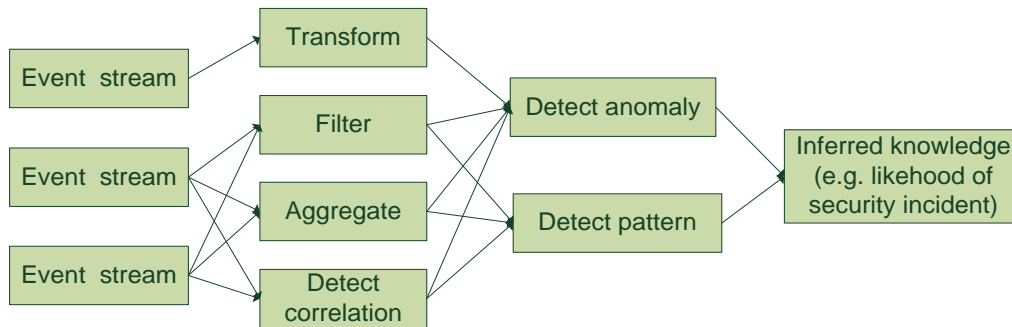 Event stream
Event stream
Event stream
Transform
Filter
Aggregate
Detect
correlation
Detect anomaly
Detect pattern
Inferred knowledge
(e.g. likehood of
security incident)